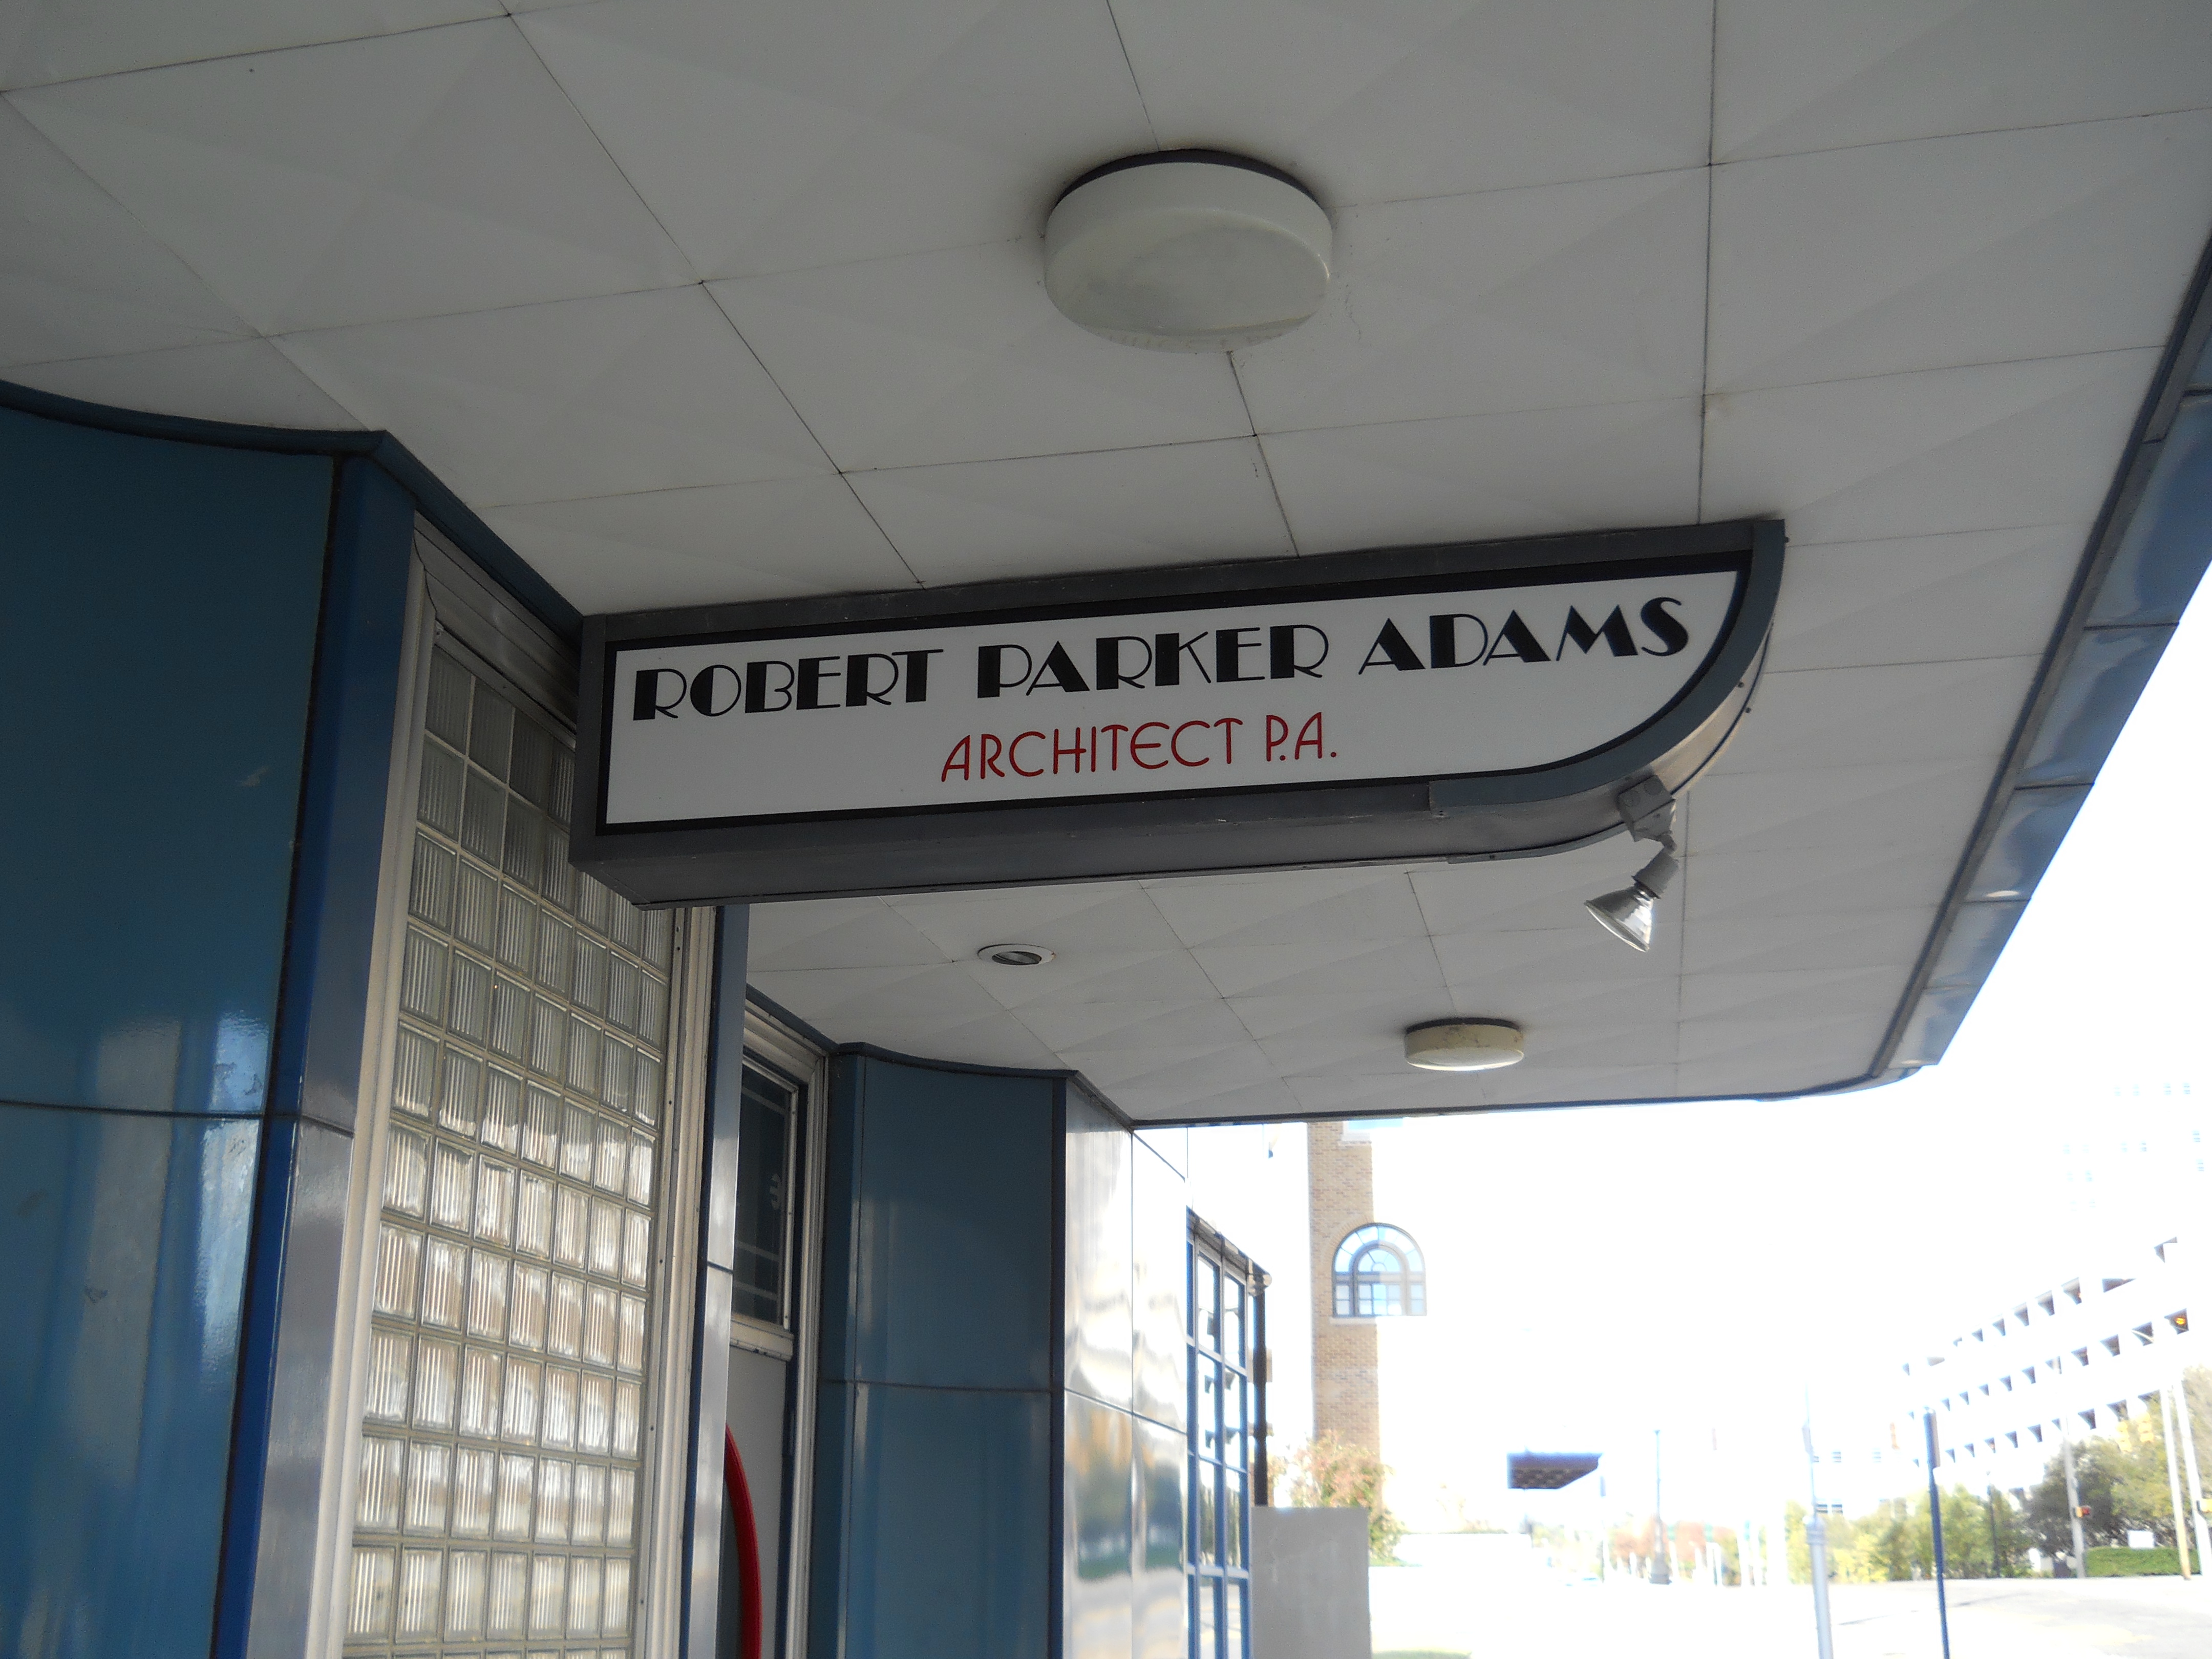 ROBERT PARKER ADAMS
ARCHITECT P.A.